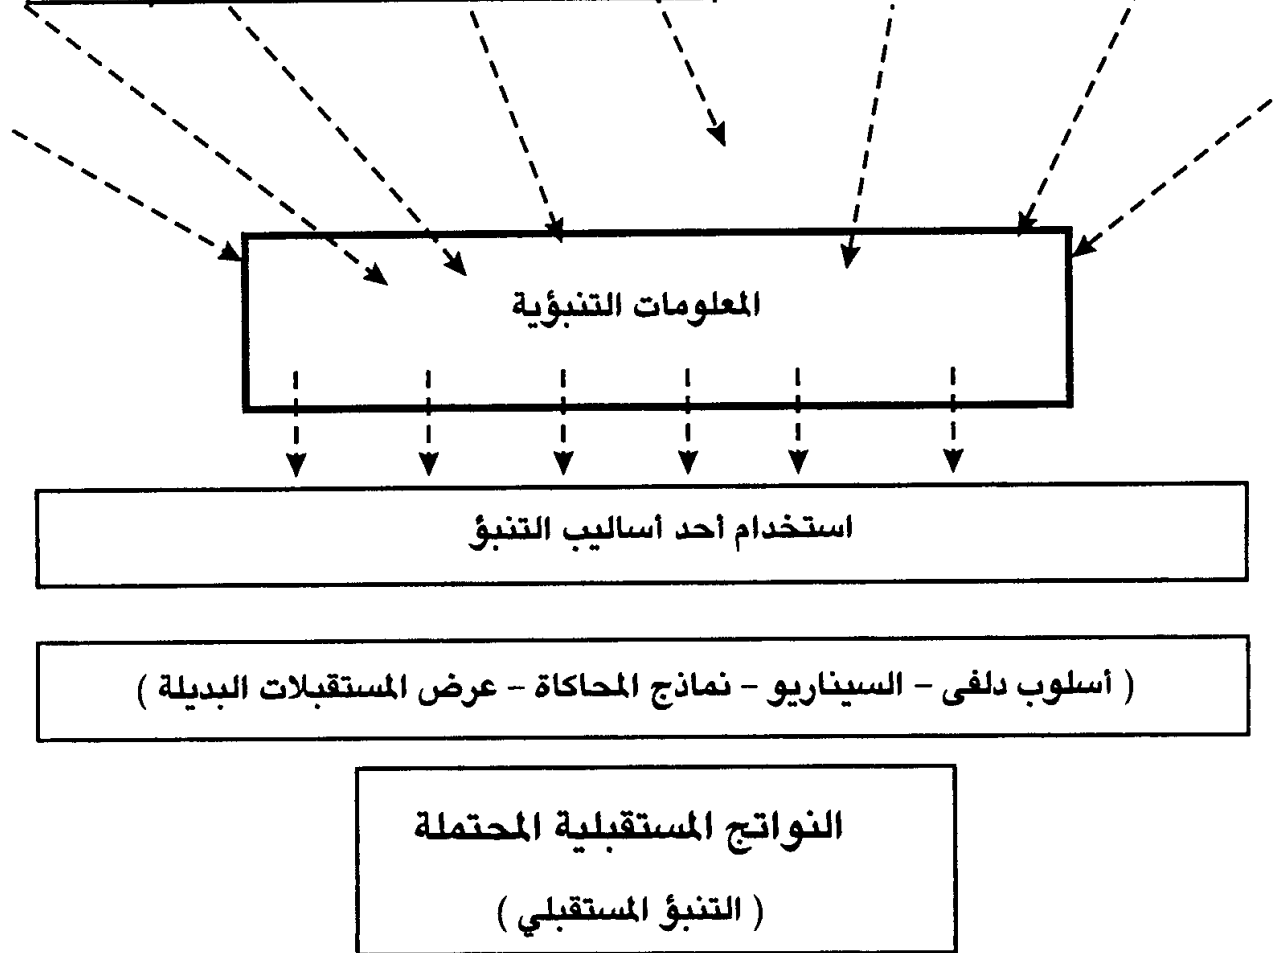 المعلومات التنبؤية
استخدام أحد أساليب التنبؤ
( أسلوب دلفى – السيناريو – نماذج المحاكاة – عرض المستقبلات البديلة )
النواتج المستقبلية المحتملة
( التنبؤ المستقبلي )